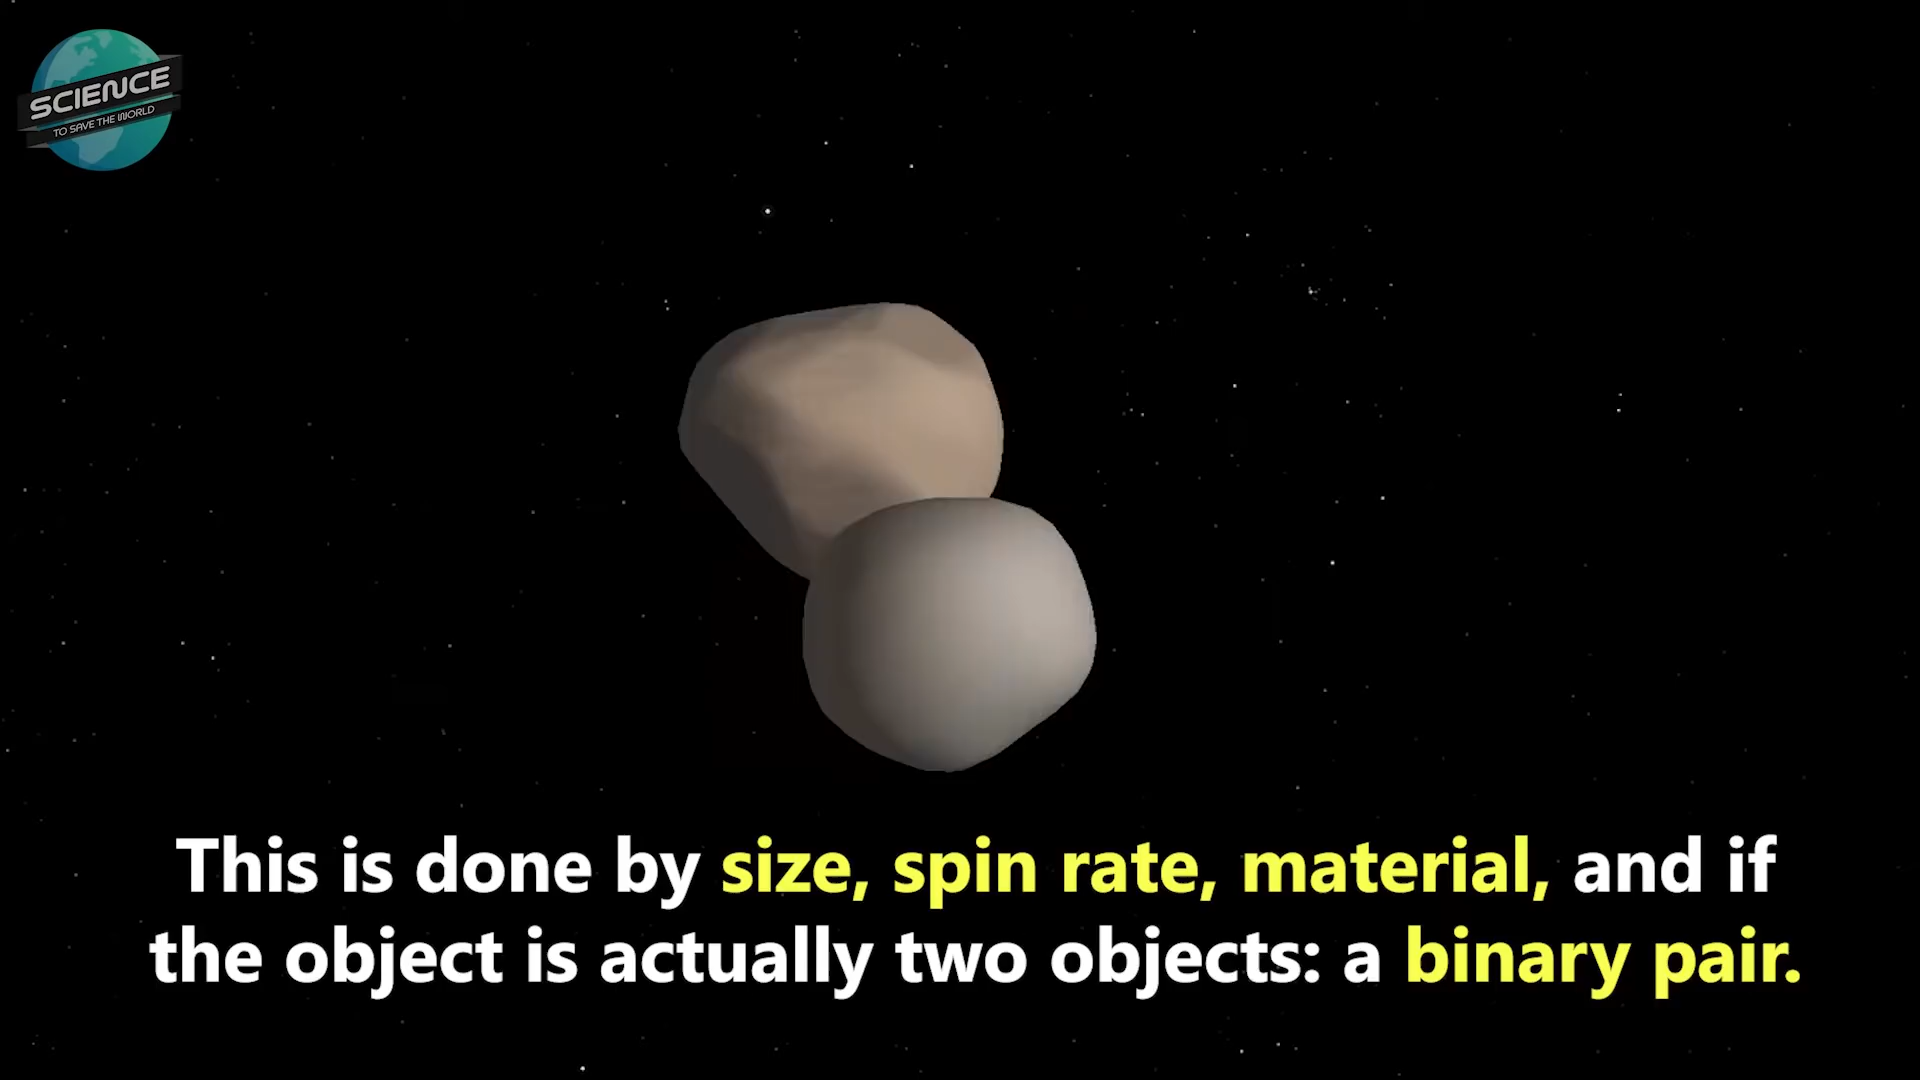 SCIENCE
TO SAVE THE WORLD
This is done by size, spin rate, material, and if
the object is actually two objects: a binary pair.